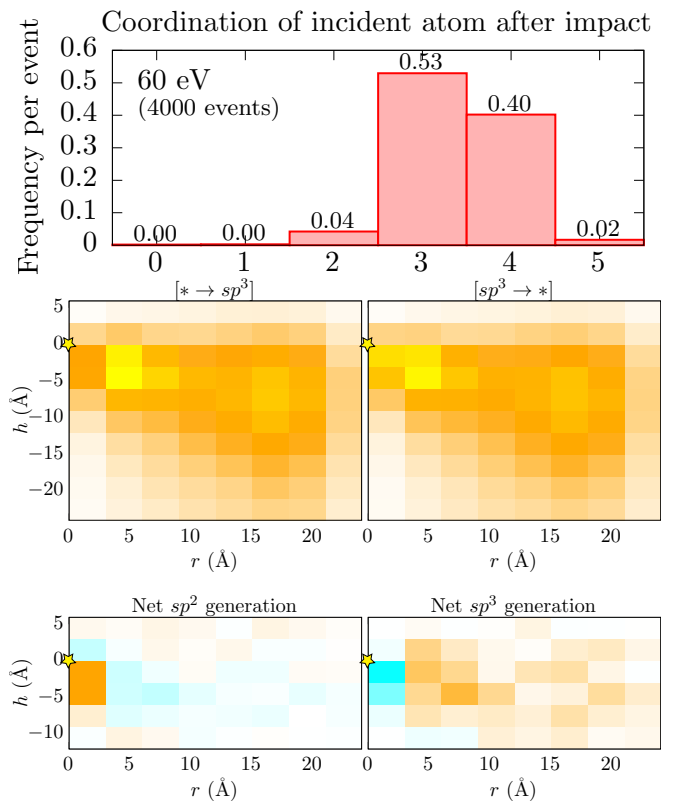 Coordination of incident atom after impact
Frequency per event
0.6
0.5
0.4
0.3
0.2
0.1
0
60 eV
(4000 events)
0.00
0.00
0.04
0.53
0.40
0.02
0 1 2 3 4 5
[* → sp³]
[sp³ → *]
h (Å)
5
0
−5
−10
−15
−20
0 5 10 15 20
0 5 10 15 20
r (Å)
r (Å)
Net sp² generation
Net sp³ generation
h (Å)
5
0
−5
−10
0 5 10 15 20
0 5 10 15 20
r (Å)
r (Å)